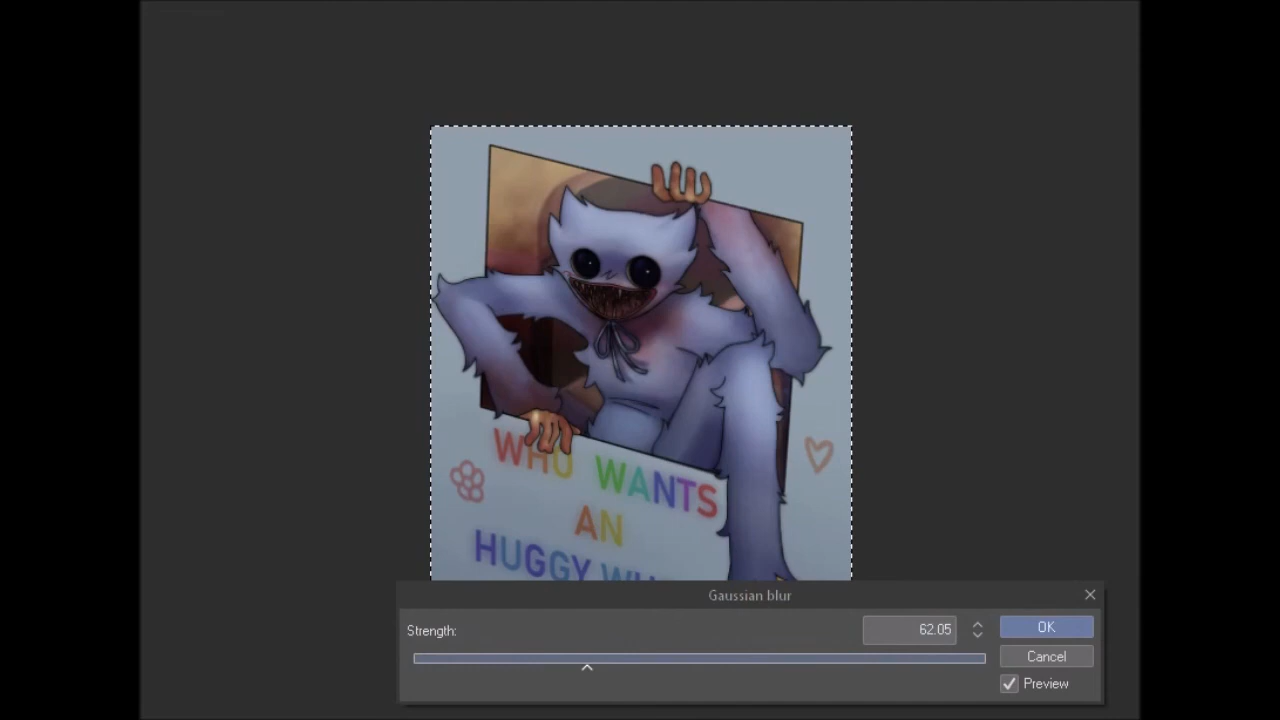 WHO WANTS
AN
HUGGY
Gaussian blur
Strength:
62.05
OK
Cancel
Preview